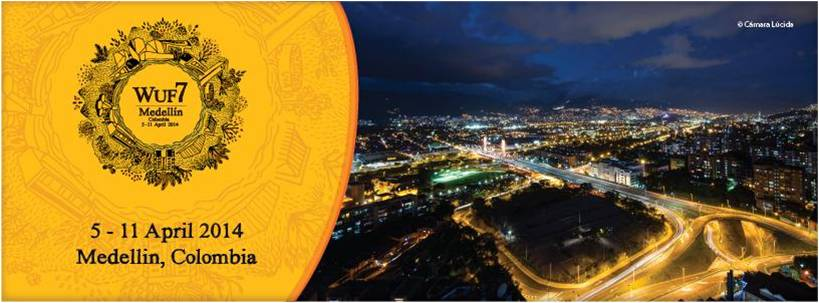 WUF7
Medellín
Colombia
5-11 April 2014
5 - 11 April 2014
Medellin, Colombia
© Cámara Lúcida